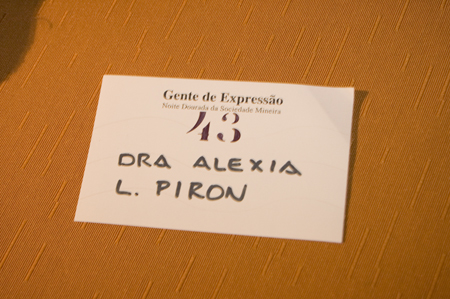 Gente de Expressão
Noite Dourada da Sociedade Mineira
43
DRA ALEXIA
L. PIRON